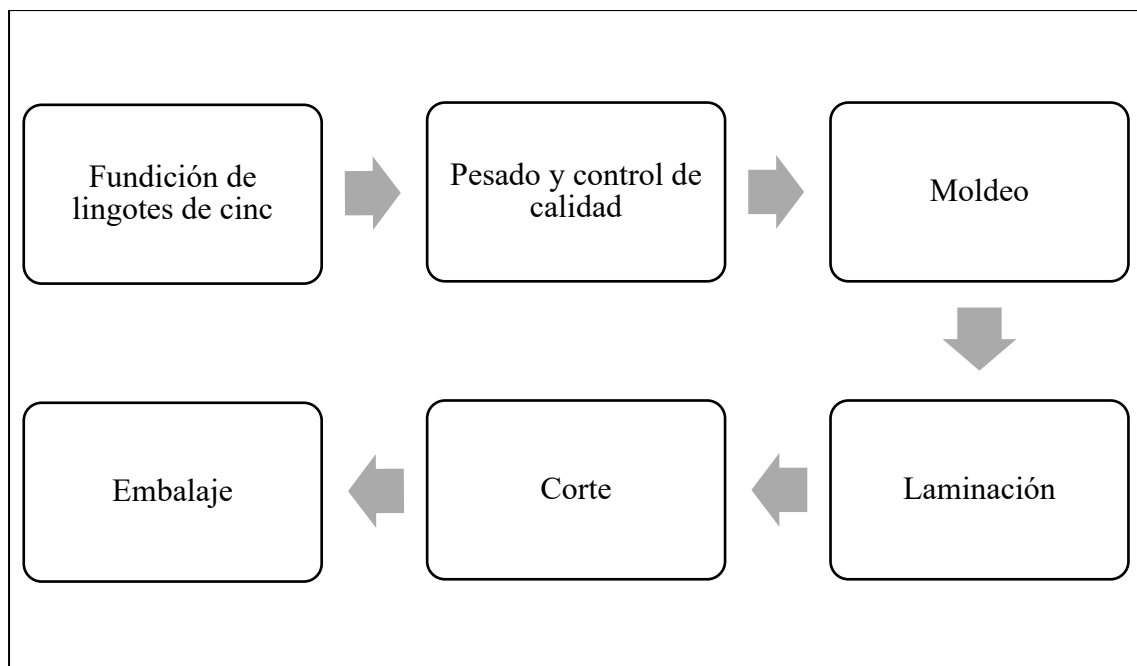 Fundición de
lingotes de cinc
Pesado y control de
calidad
Moldeo
Laminación
Corte
Embalaje